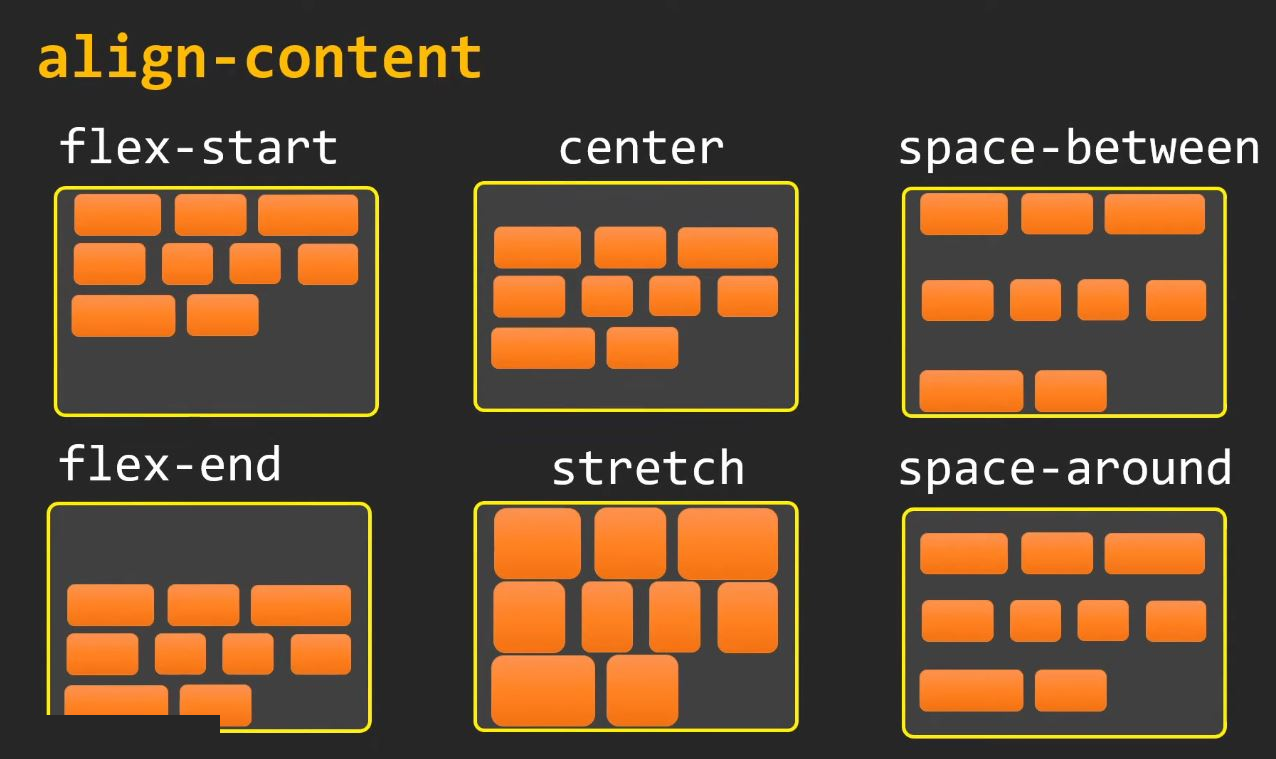 align-content
flex-start
center
space-between
flex-end
stretch
space-around